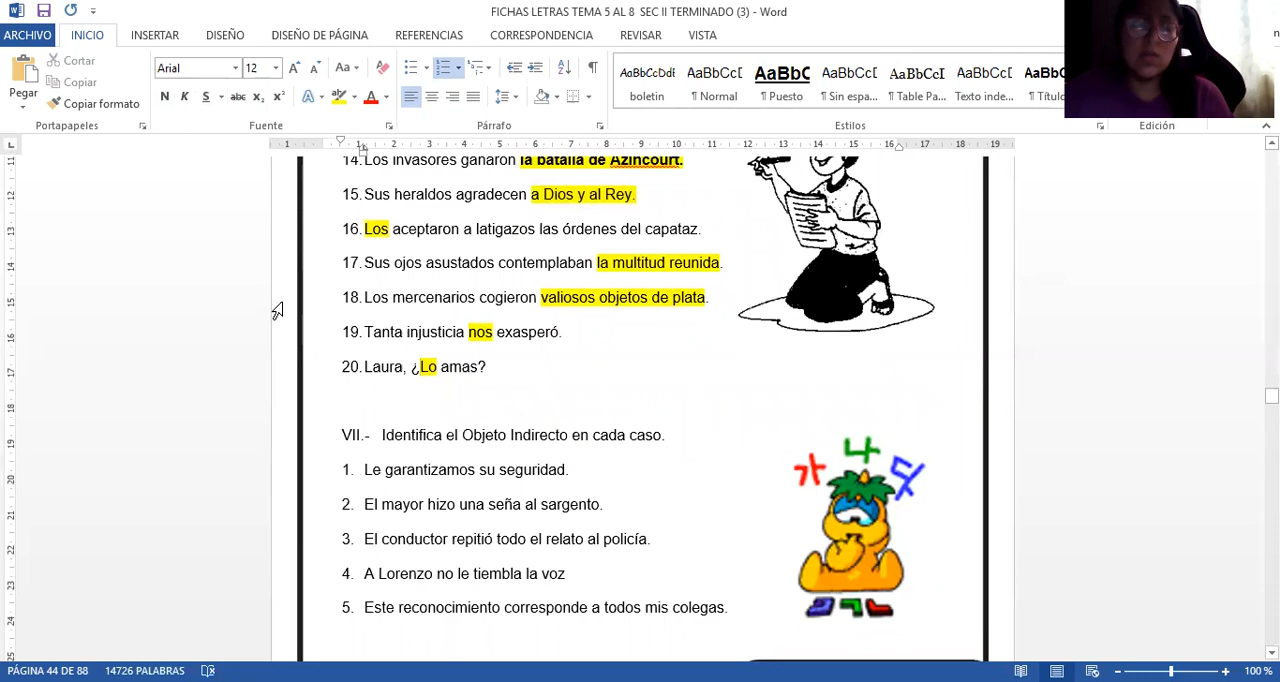 FICHAS LETRAS TEMA 5 AL 8 SEC II TERMINADO (3) - Word
ARCHIVO INICIO INSERTAR DISEÑO DISEÑO DE PÁGINA REFERENCIAS CORRESPONDENCIA REVISAR VISTA
Cortar
Copiar
Copiar formato
Pegar
Arial 12
AaBbCcDdI AaBbCcI AaBbC AaBbCcI AaBbCcI AaBbCcD AaBbC
boletin ¶ Normal ¶ Puesto ¶ Sin espa... ¶ Table Pa... Texto inde... ¶ Título
Portapapeles Fuente Párrafo Estilos Edición
14. Los invasores ganaron la batalla de Azincourt.
15. Sus heraldos agradecen a Dios y al Rey.
16. Los aceptaron a latigazos las órdenes del capataz.
17. Sus ojos asustados contemplaban la multitud reunida.
18. Los mercenarios cogieron valiosos objetos de plata.
19. Tanta injusticia nos exasperó.
20. Laura, ¿Lo amas?
VII.- Identifica el Objeto Indirecto en cada caso.
1. Le garantizamos su seguridad.
2. El mayor hizo una seña al sargento.
3. El conductor repitió todo el relato al policía.
4. A Lorenzo no le tiembla la voz
5. Este reconocimiento corresponde a todos mis colegas.
PÁGINA 44 DE 88 14726 PALABRAS 100 %